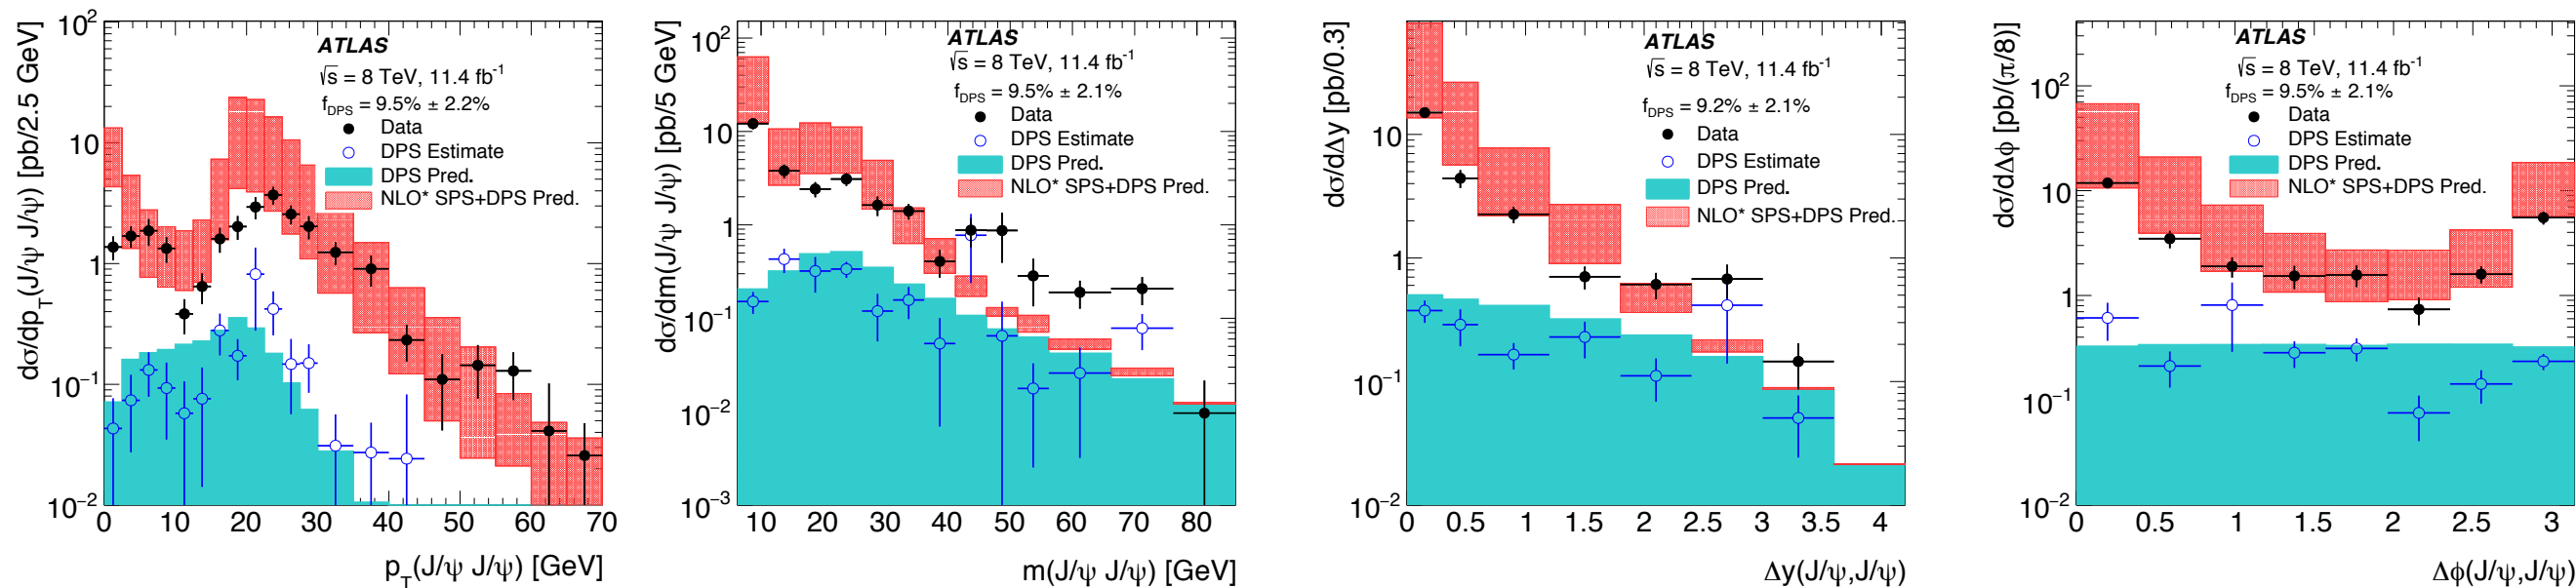 dσ/dp_T(J/ψ J/ψ) [pb/2.5 GeV]
10²
10
1
10⁻¹
10⁻²
ATLAS
√s = 8 TeV, 11.4 fb⁻¹
f_DPS = 9.5% ± 2.2%
Data
DPS Estimate
DPS Pred.
NLO* SPS+DPS Pred.
0 10 20 30 40 50 60 70
p_T(J/ψ J/ψ) [GeV]
dσ/dm(J/ψ J/ψ) [pb/5 GeV]
10²
10
1
10⁻¹
10⁻²
10⁻³
ATLAS
√s = 8 TeV, 11.4 fb⁻¹
f_DPS = 9.5% ± 2.1%
Data
DPS Estimate
DPS Pred.
NLO* SPS+DPS Pred.
10 20 30 40 50 60 70 80
m(J/ψ J/ψ) [GeV]
dσ/dΔy [pb/0.3]
10
1
10⁻¹
10⁻²
ATLAS
√s = 8 TeV, 11.4 fb⁻¹
f_DPS = 9.2% ± 2.1%
Data
DPS Estimate
DPS Pred.
NLO* SPS+DPS Pred.
0 0.5 1 1.5 2 2.5 3 3.5 4
Δy(J/ψ,J/ψ)
dσ/dΔϕ [pb/(π/8)]
10²
10
1
10⁻¹
10⁻²
ATLAS
√s = 8 TeV, 11.4 fb⁻¹
f_DPS = 9.5% ± 2.1%
Data
DPS Estimate
DPS Pred.
NLO* SPS+DPS Pred.
0 0.5 1 1.5 2 2.5 3
Δϕ(J/ψ,J/ψ)